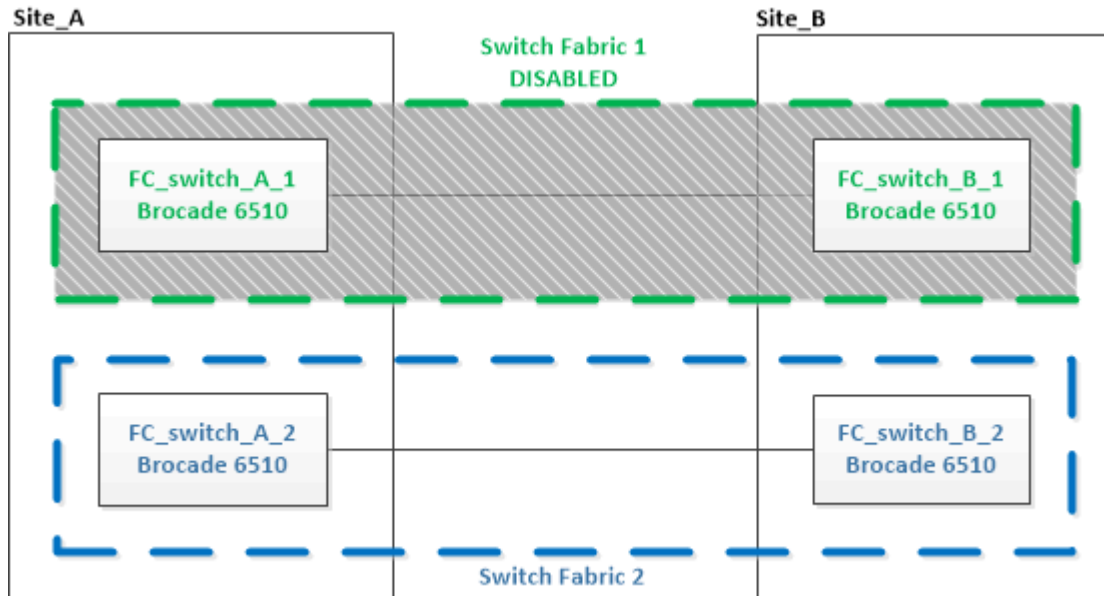 Site_A
Site_B
Switch Fabric 1
DISABLED
FC_switch_A_1
Brocade 6510
FC_switch_B_1
Brocade 6510
FC_switch_A_2
Brocade 6510
FC_switch_B_2
Brocade 6510
Switch Fabric 2